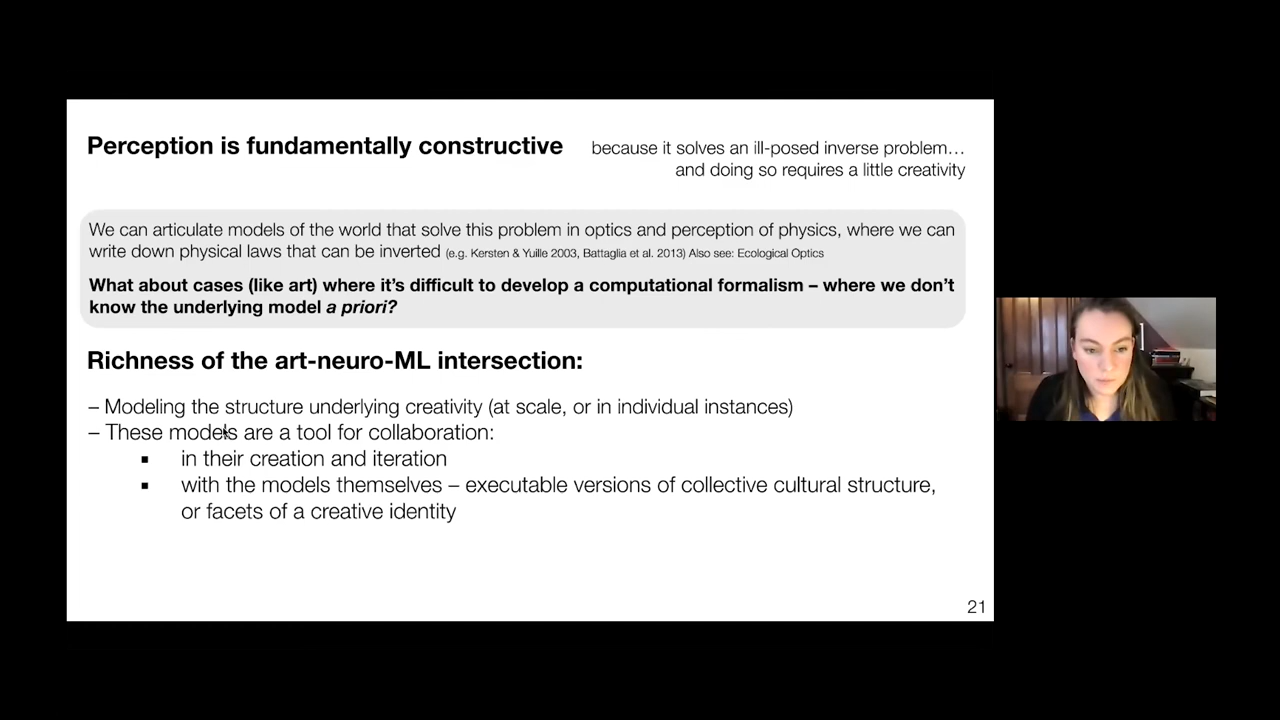 Perception is fundamentally constructive
because it solves an ill-posed inverse problem…
and doing so requires a little creativity
We can articulate models of the world that solve this problem in optics and perception of physics, where we can
write down physical laws that can be inverted (e.g. Kersten & Yuille 2003, Battaglia et al. 2013) Also see: Ecological Optics
What about cases (like art) where it's difficult to develop a computational formalism – where we don't
know the underlying model a priori?
Richness of the art-neuro-ML intersection:
– Modeling the structure underlying creativity (at scale, or in individual instances)
– These models are a tool for collaboration:
▪ in their creation and iteration
▪ with the models themselves – executable versions of collective cultural structure,
or facets of a creative identity
21